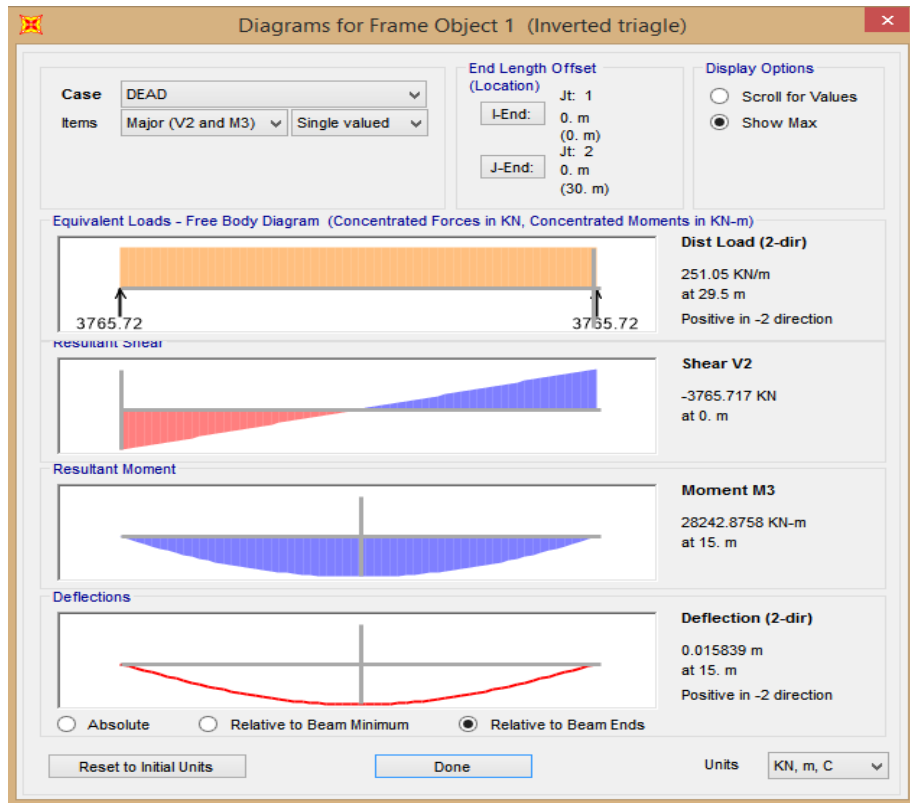 Diagrams for Frame Object 1 (Inverted triagle)
×
Case
DEAD
Items
Major (V2 and M3)
Single valued
End Length Offset
(Location)
I-End:
Jt: 1
0. m
(0. m)
J-End:
Jt: 2
0. m
(30. m)
Display Options
Scroll for Values
Show Max
Equivalent Loads - Free Body Diagram (Concentrated Forces in KN, Concentrated Moments in KN-m)
3765.72
3765.72
Dist Load (2-dir)
251.05 KN/m
at 29.5 m
Positive in -2 direction
Resultant Shear
Shear V2
-3765.717 KN
at 0. m
Resultant Moment
Moment M3
28242.8758 KN-m
at 15. m
Deflections
Deflection (2-dir)
0.015839 m
at 15. m
Positive in -2 direction
Absolute
Relative to Beam Minimum
Relative to Beam Ends
Reset to Initial Units
Done
Units
KN, m, C